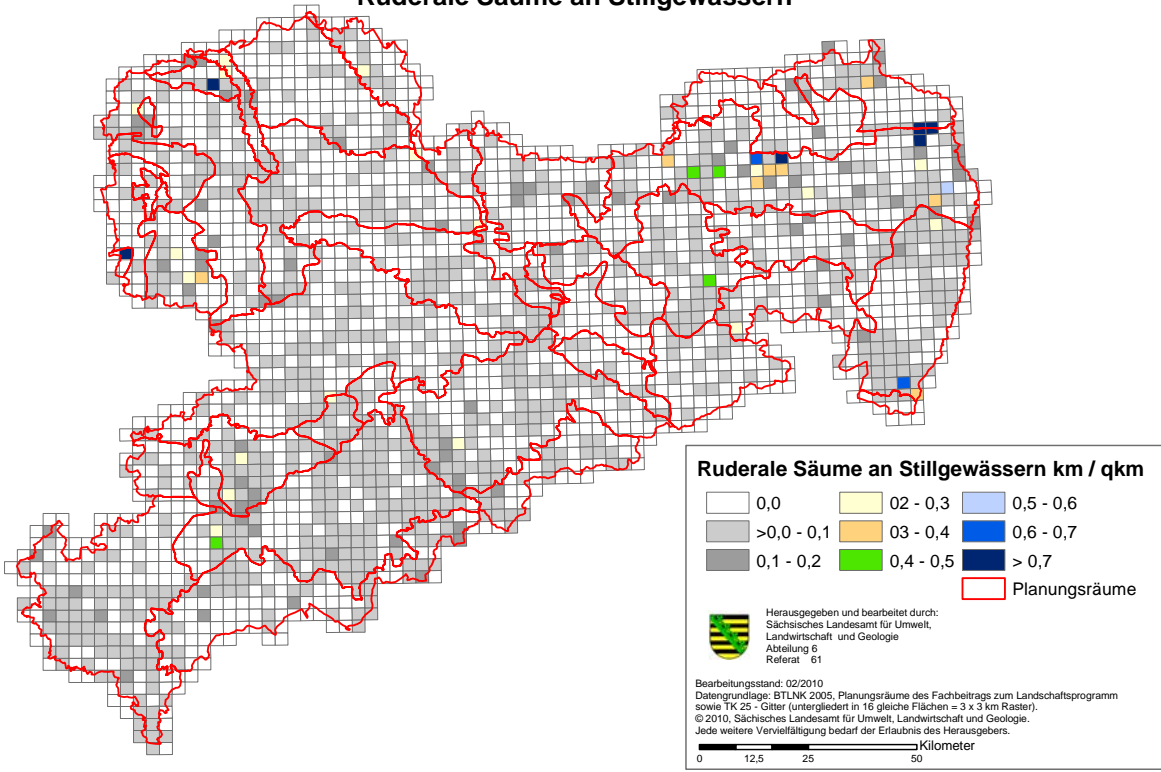 Ruderale Säume an Stillgewässern
Ruderale Säume an Stillgewässern km / qkm
0,0
02 - 0,3
0,5 - 0,6
>0,0 - 0,1
03 - 0,4
0,6 - 0,7
0,1 - 0,2
0,4 - 0,5
> 0,7
Planungsräume
Herausgegeben und bearbeitet durch:
Sächsisches Landesamt für Umwelt,
Landwirtschaft und Geologie
Abteilung 6
Referat 61
Bearbeitungsstand: 02/2010
Datengrundlage: BTLNK 2005, Planungsräume des Fachbeitrags zum Landschaftsprogramm
sowie TK 25 - Gitter (untergliedert in 16 gleiche Flächen = 3 x 3 km Raster).
© 2010, Sächsisches Landesamt für Umwelt, Landwirtschaft und Geologie.
Jede weitere Vervielfältigung bedarf der Erlaubnis des Herausgebers.
Kilometer
0 12,5 25 50